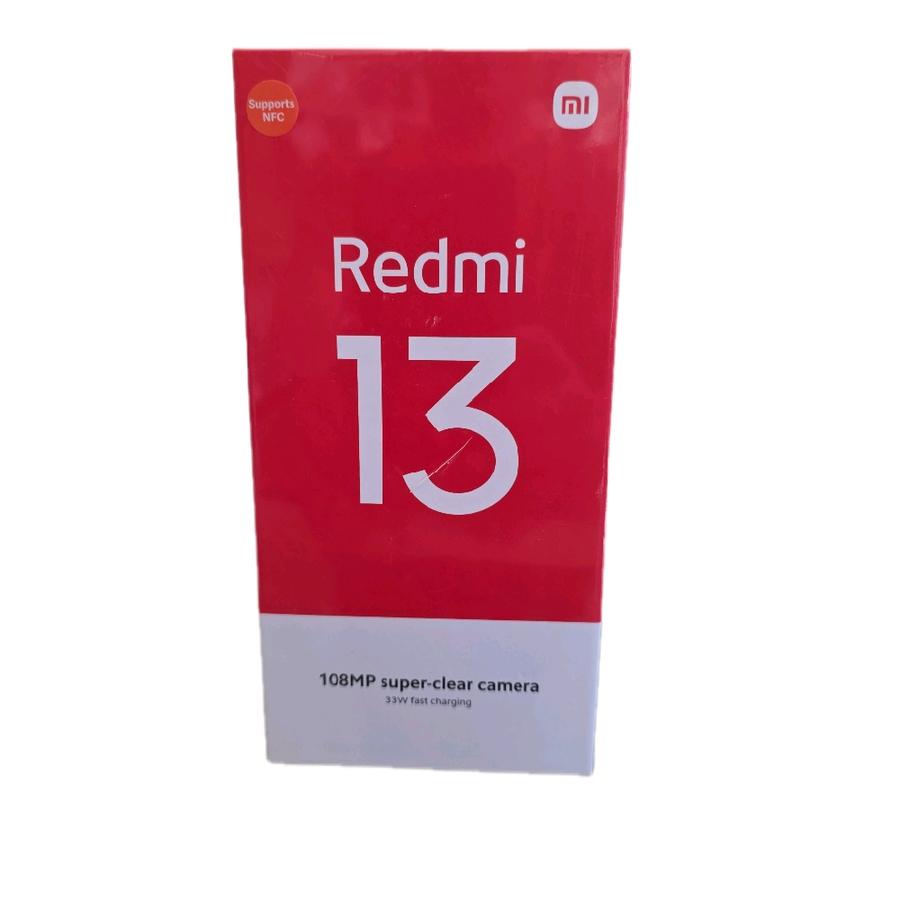 Supports
NFC
mi
Redmi
13
108MP super-clear camera
33W fast charging